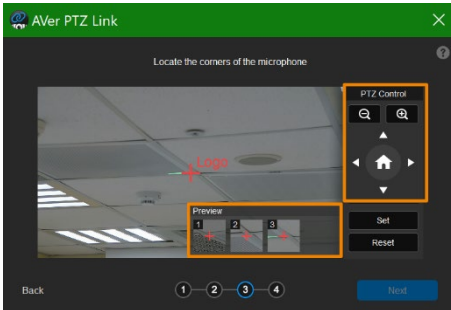 AVer PTZ Link
Locate the corners of the microphone
PTZ Control
Logo
Preview
1 2 3
Set
Reset
Back
1 2 3 4
Next